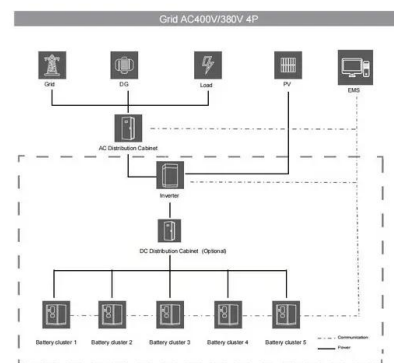 Grid AC400V/380V 4P
Grid
DG
Load
PV
EMS
AC Distribution Cabinet
Inverter
DC Distribution Cabinet (Optional)
Battery cluster 1
Battery cluster 2
Battery cluster 3
Battery cluster 4
Battery cluster 5
Communication
Power